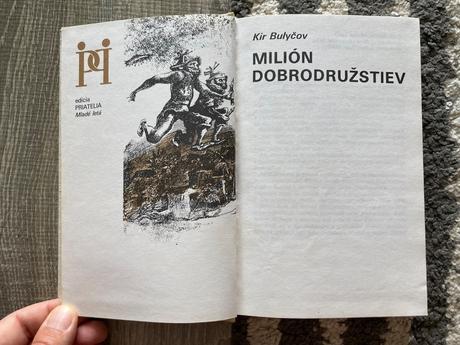 edícia
PRIATELIA
Mladé letá
Kir Bulyčov
MILIÓN
DOBRODRUŽSTIEV